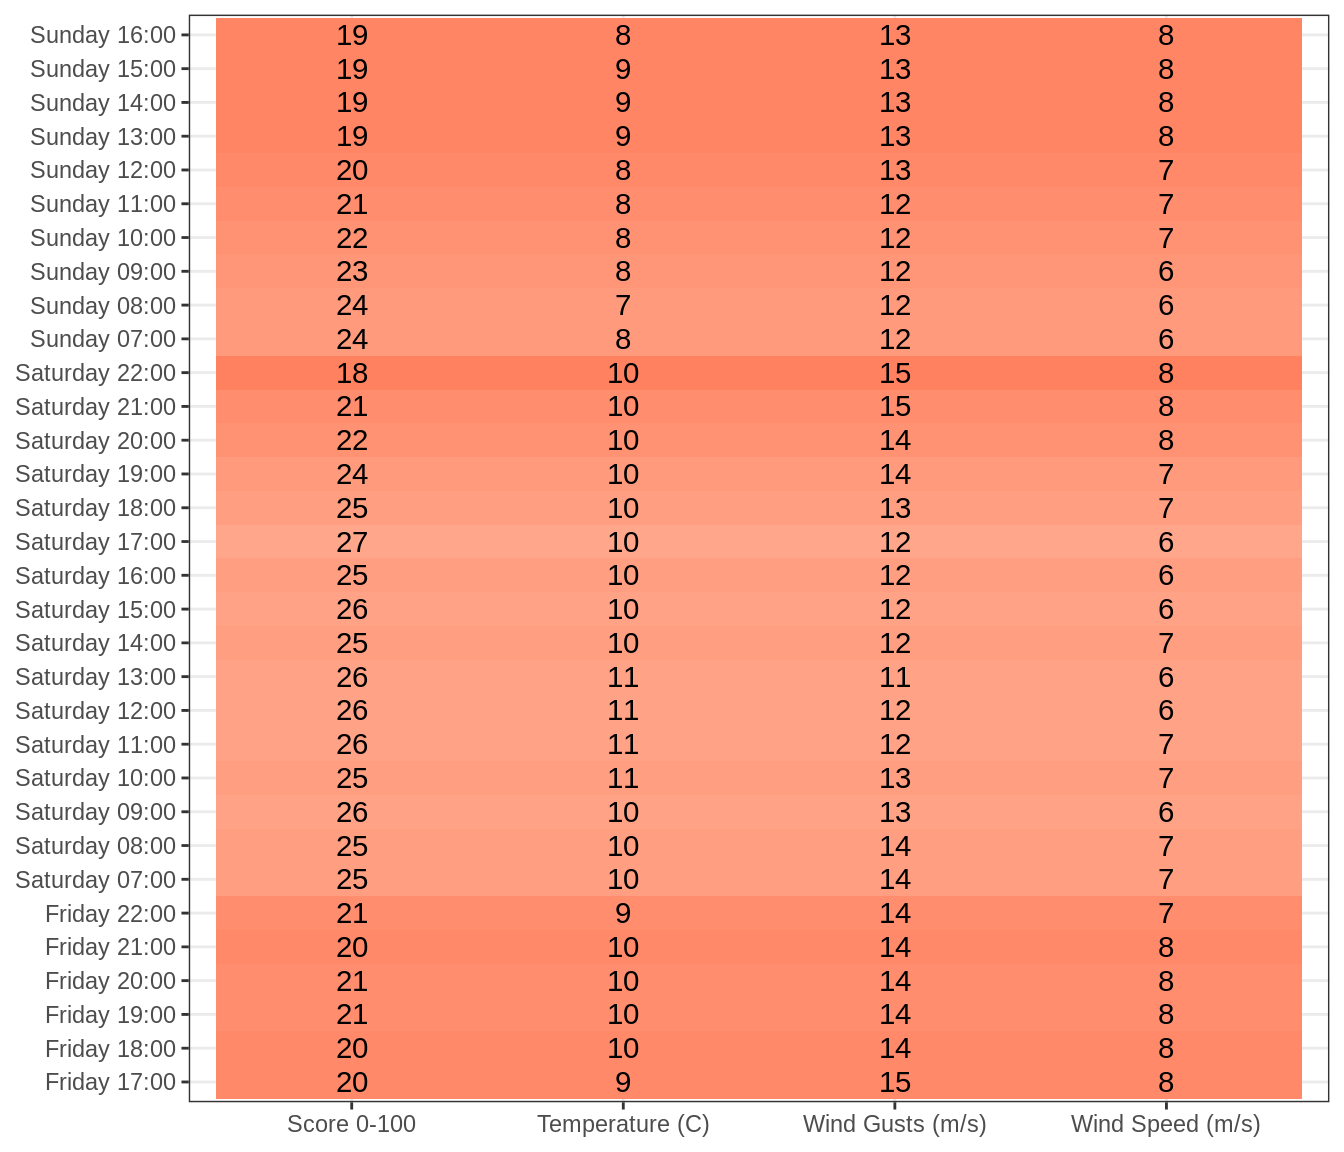 Sunday 16:00 19 8 13 8
Sunday 15:00 19 9 13 8
Sunday 14:00 19 9 13 8
Sunday 13:00 19 9 13 8
Sunday 12:00 20 8 13 7
Sunday 11:00 21 8 12 7
Sunday 10:00 22 8 12 7
Sunday 09:00 23 8 12 6
Sunday 08:00 24 7 12 6
Sunday 07:00 24 8 12 6
Saturday 22:00 18 10 15 8
Saturday 21:00 21 10 15 8
Saturday 20:00 22 10 14 8
Saturday 19:00 24 10 14 7
Saturday 18:00 25 10 13 7
Saturday 17:00 27 10 12 6
Saturday 16:00 25 10 12 6
Saturday 15:00 26 10 12 6
Saturday 14:00 25 10 12 7
Saturday 13:00 26 11 11 6
Saturday 12:00 26 11 12 6
Saturday 11:00 26 11 12 7
Saturday 10:00 25 11 13 7
Saturday 09:00 26 10 13 6
Saturday 08:00 25 10 14 7
Saturday 07:00 25 10 14 7
Friday 22:00 21 9 14 7
Friday 21:00 20 10 14 8
Friday 20:00 21 10 14 8
Friday 19:00 21 10 14 8
Friday 18:00 20 10 14 8
Friday 17:00 20 9 15 8
Score 0-100 Temperature (C) Wind Gusts (m/s) Wind Speed (m/s)